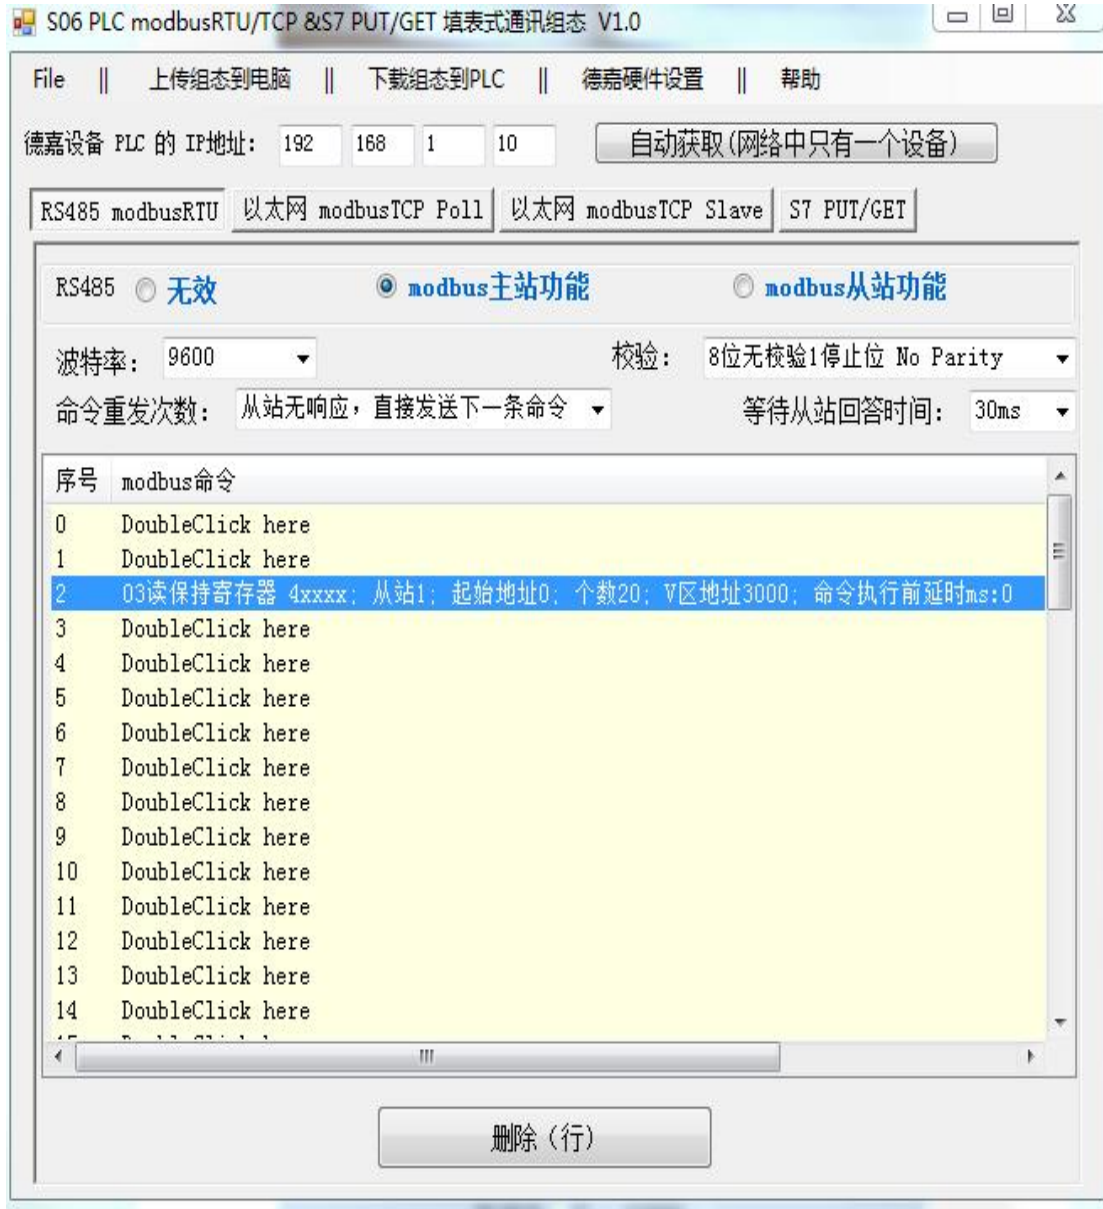 S06 PLC modbusRTU/TCP &S7 PUT/GET 填表式通讯组态 V1.0
File || 上传组态到电脑 || 下载组态到PLC || 德嘉硬件设置 || 帮助
德嘉设备 PLC 的 IP地址: 192 168 1 10 自动获取(网络中只有一个设备)
RS485 modbusRTU 以太网 modbusTCP Poll 以太网 modbusTCP Slave S7 PUT/GET
RS485 无效 modbus主站功能 modbus从站功能
波特率: 9600 校验: 8位无校验1停止位 No Parity
命令重发次数: 从站无响应，直接发送下一条命令 等待从站回答时间: 30ms
序号 modbus命令
0 DoubleClick here
1 DoubleClick here
2 03读保持寄存器 4xxxx; 从站1; 起始地址0; 个数20; V区地址3000; 命令执行前延时ms:0
3 DoubleClick here
4 DoubleClick here
5 DoubleClick here
6 DoubleClick here
7 DoubleClick here
8 DoubleClick here
9 DoubleClick here
10 DoubleClick here
11 DoubleClick here
12 DoubleClick here
13 DoubleClick here
14 DoubleClick here
删除（行）